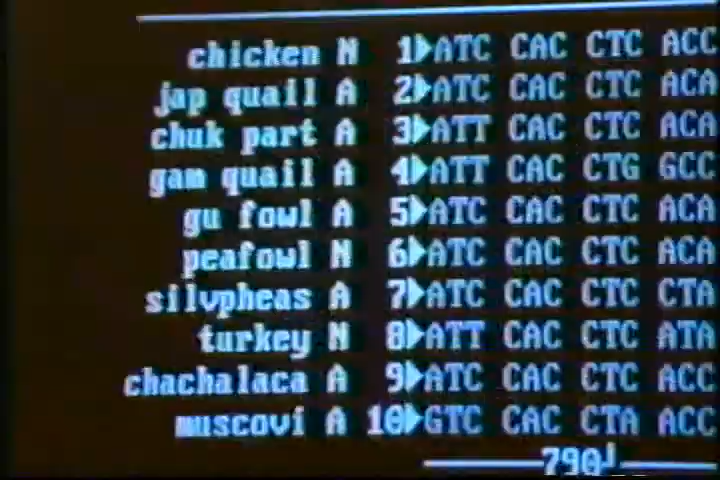 chicken N 1►ATC CAC CTC ACC
jap quail A 2►ATC CAC CTC ACA
chuk part A 3►ATT CAC CTC ACA
gam quail A 4►ATT CAC CTG GCC
gu fowl A 5►ATC CAC CTC ACA
peafowl N 6►ATC CAC CTC ACA
silvpheas A 7►ATC CAC CTC CTA
turkey N 8►ATT CAC CTC ATA
chachalaca A 9►ATC CAC CTC ACC
muscovi A 10►GTC CAC CTA ACC
790